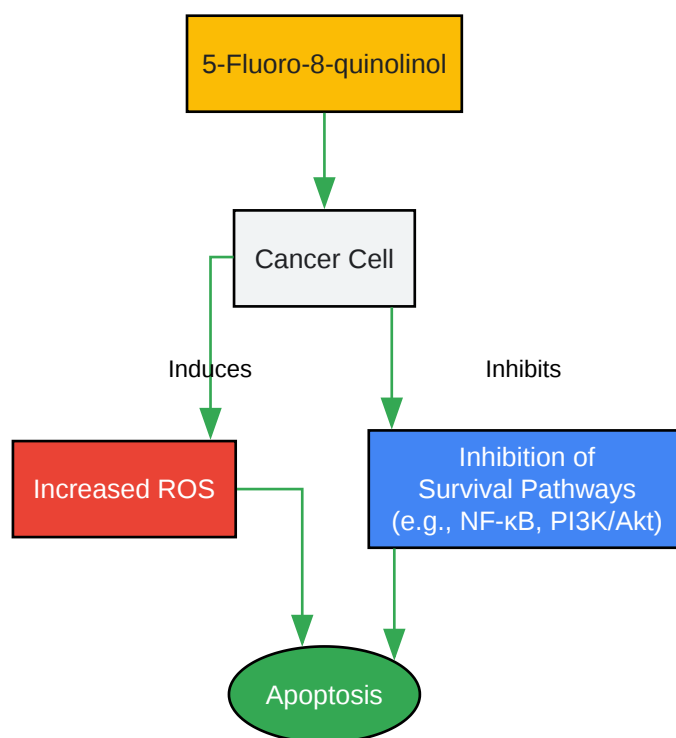 5-Fluoro-8-quinolinol
Cancer Cell
Induces
Inhibits
Increased ROS
Inhibition of
Survival Pathways
(e.g., NF-κB, PI3K/Akt)
Apoptosis